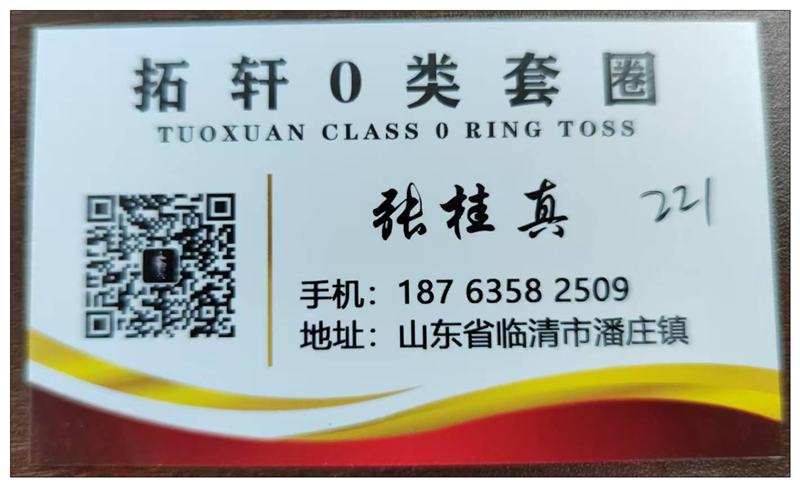 拓轩0类套圈
TUOXUAN CLASS 0 RING TOSS
张桂真
221
手机：187 6358 2509
地址：山东省临清市潘庄镇